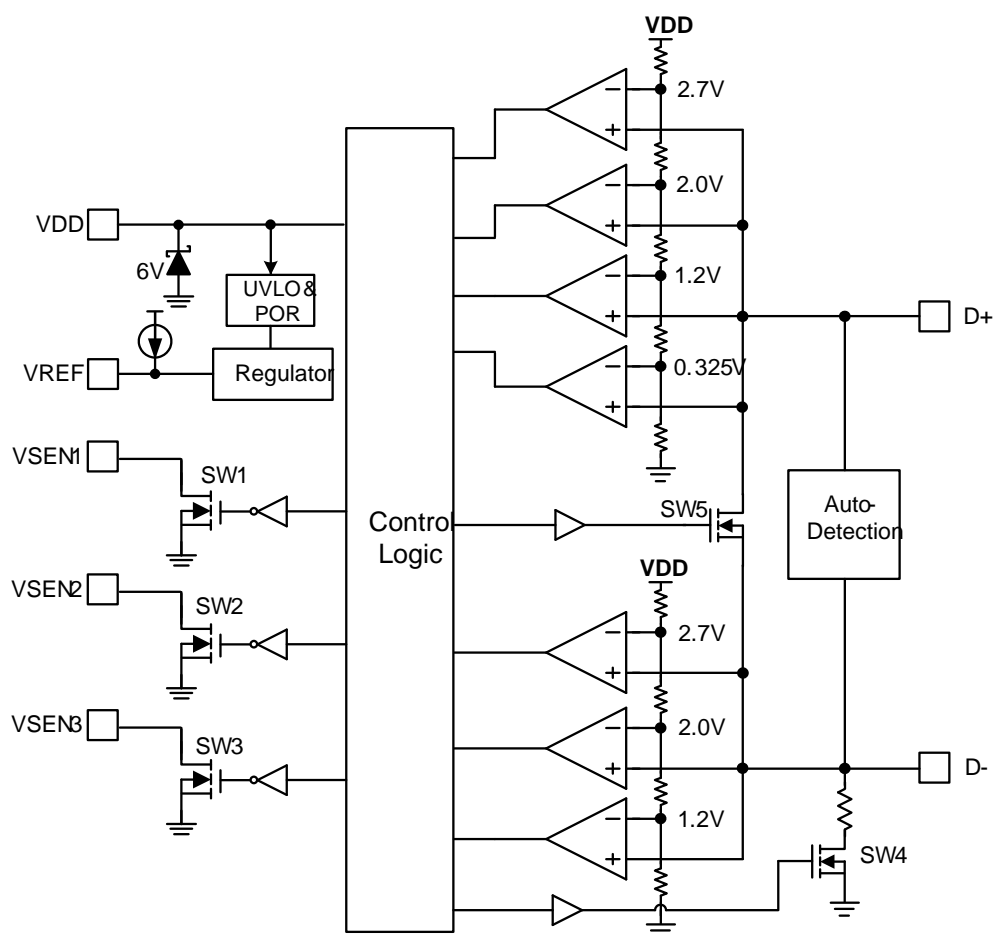 VDD
2.7V
2.0V
VDD
6V
UVLO &
POR
1.2V
D+
VREF
Regulator
0.325V
VSEN1
SW1
Control
Logic
SW5
Auto-
Detection
VSEN2
SW2
VDD
2.7V
VSEN3
SW3
2.0V
D-
1.2V
SW4